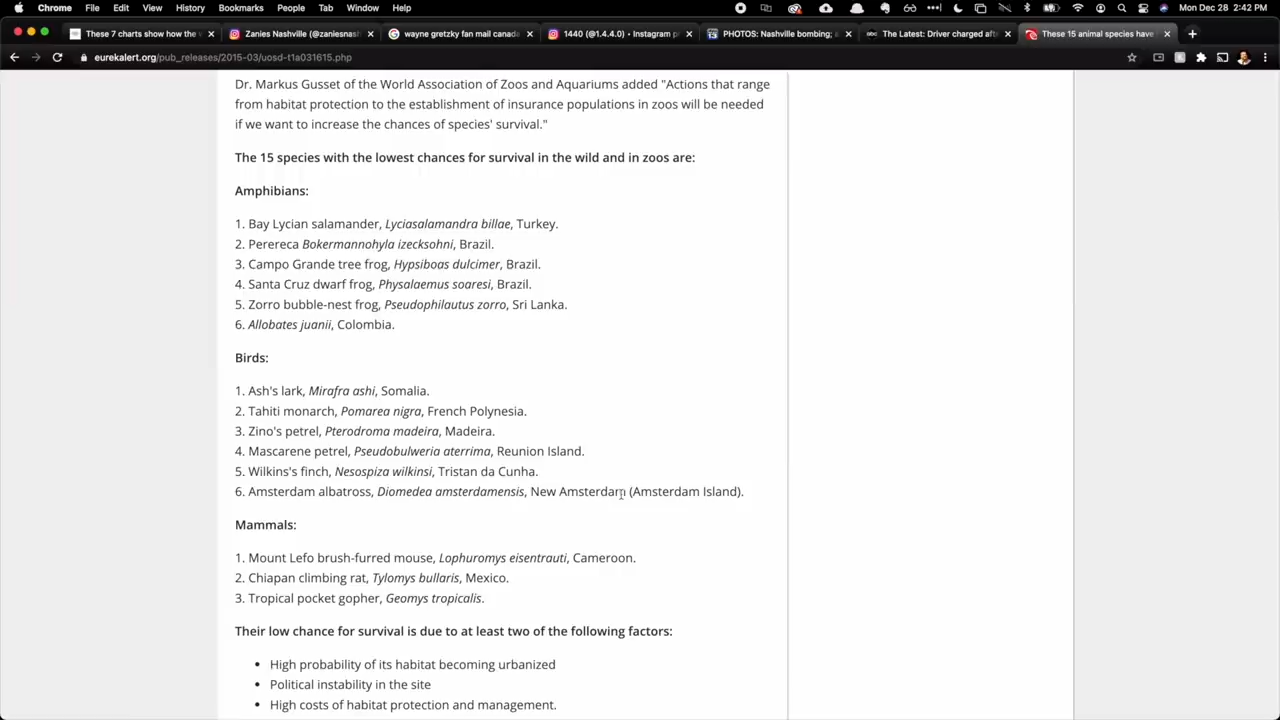 Chrome File Edit View History Bookmarks People Tab Window Help Mon Dec 28 2:42 PM
These 7 charts show how the Zanies Nashville (@zaniesnas wayne gretzky fan mail canada 1440 (@1.4.4.0) • Instagram p PHOTOS: Nashville bombing; a abc The Latest: Driver charged aft These 15 animal species have
eurekalert.org/pub_releases/2015-03/uosd-t1a031615.php
Dr. Markus Gusset of the World Association of Zoos and Aquariums added "Actions that range
from habitat protection to the establishment of insurance populations in zoos will be needed
if we want to increase the chances of species' survival."
The 15 species with the lowest chances for survival in the wild and in zoos are:
Amphibians:
1. Bay Lycian salamander, Lyciasalamandra billae, Turkey.
2. Perereca Bokermannohyla izecksohni, Brazil.
3. Campo Grande tree frog, Hypsiboas dulcimer, Brazil.
4. Santa Cruz dwarf frog, Physalaemus soaresi, Brazil.
5. Zorro bubble-nest frog, Pseudophilautus zorro, Sri Lanka.
6. Allobates juanii, Colombia.
Birds:
1. Ash's lark, Mirafra ashi, Somalia.
2. Tahiti monarch, Pomarea nigra, French Polynesia.
3. Zino's petrel, Pterodroma madeira, Madeira.
4. Mascarene petrel, Pseudobulweria aterrima, Reunion Island.
5. Wilkins's finch, Nesospiza wilkinsi, Tristan da Cunha.
6. Amsterdam albatross, Diomedea amsterdamensis, New Amsterdam (Amsterdam Island).
Mammals:
1. Mount Lefo brush-furred mouse, Lophuromys eisentrauti, Cameroon.
2. Chiapan climbing rat, Tylomys bullaris, Mexico.
3. Tropical pocket gopher, Geomys tropicalis.
Their low chance for survival is due to at least two of the following factors:
• High probability of its habitat becoming urbanized
• Political instability in the site
• High costs of habitat protection and management.